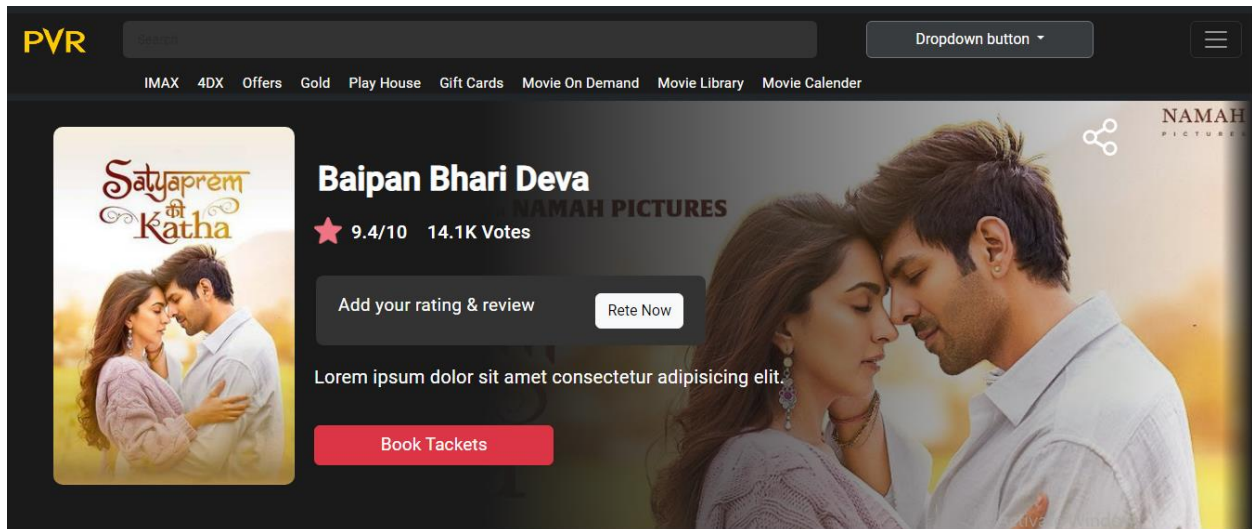 PVR
Search
Dropdown button
IMAX 4DX Offers Gold Play House Gift Cards Movie On Demand Movie Library Movie Calender
NAMAH
PICTURES
Satyaprem
की
Katha
Baipan Bhari Deva
NAMAH PICTURES
9.4/10 14.1K Votes
Add your rating & review
Rete Now
Lorem ipsum dolor sit amet consectetur adipisicing elit.
Book Tackets